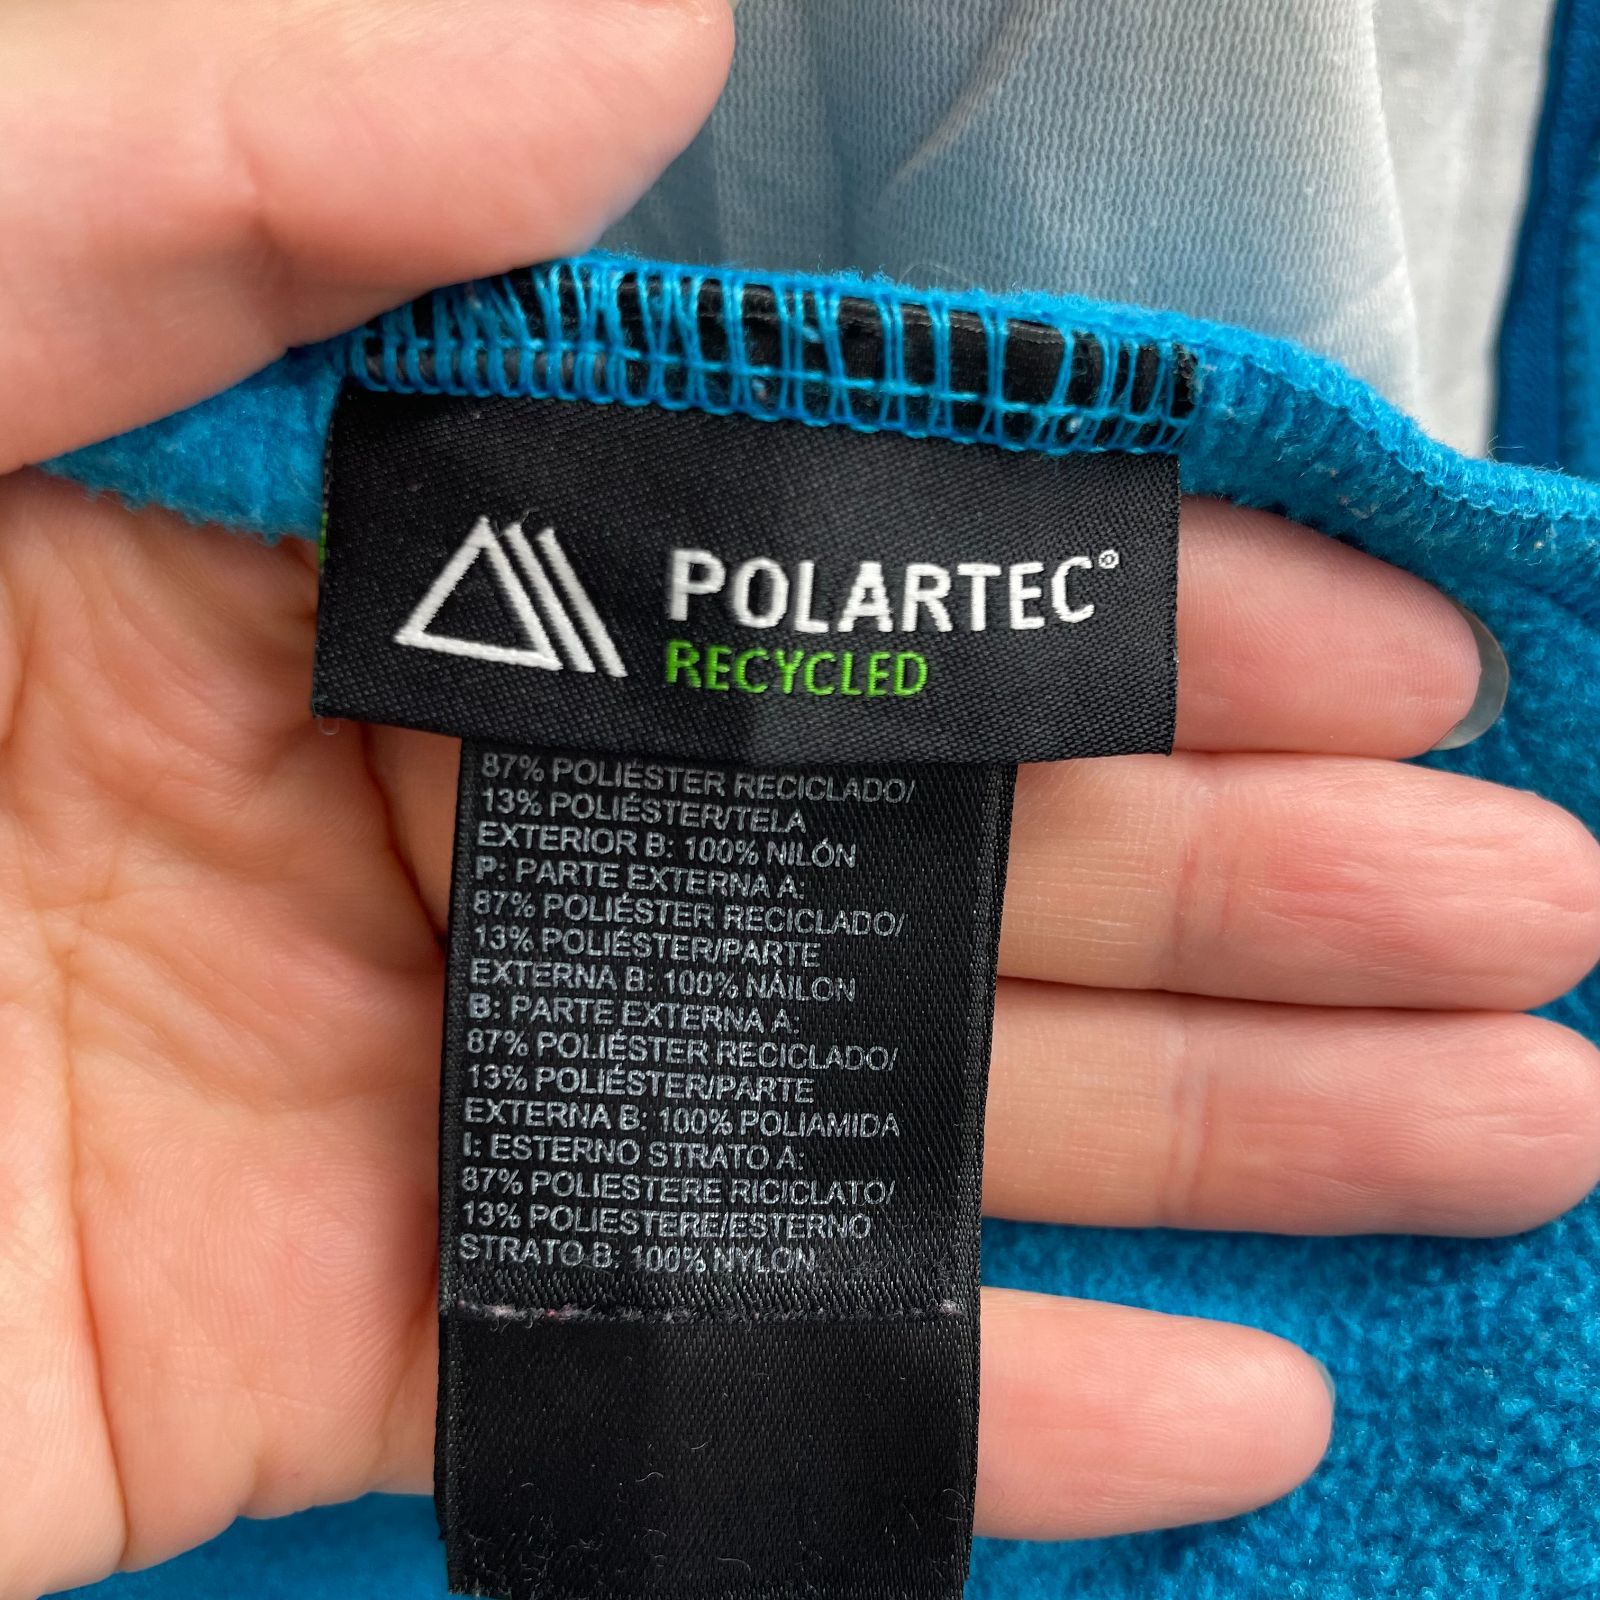 POLARTEC®
RECYCLED
87% POLIÉSTER RECICLADO/
13% POLIÉSTER/TELA
EXTERIOR B: 100% NILÓN
P: PARTE EXTERNA A:
87% POLIÉSTER RECICLADO/
13% POLIÉSTER/PARTE
EXTERNA B: 100% NÁILON
B: PARTE EXTERNA A:
87% POLIÉSTER RECICLADO/
13% POLIÉSTER/PARTE
EXTERNA B: 100% POLIAMIDA
I: ESTERNO STRATO A:
87% POLIESTERE RICICLATO/
13% POLIESTERE/ESTERNO
STRATO B: 100% NYLON